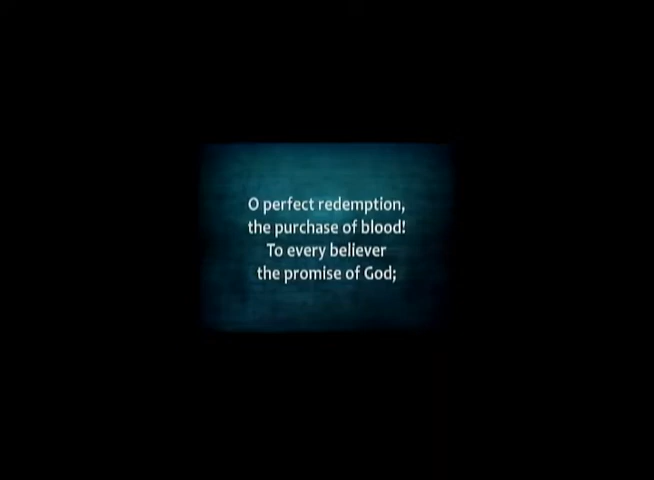 O perfect redemption,
the purchase of blood!
To every believer
the promise of God;